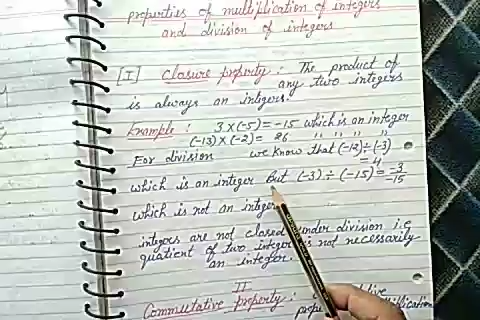 properties of multiplication of integers
and division of integers
[I] Closure property : The product of
any two integers
is always an integers.
Example : 3 x (-5) = -15 which is an integer
(-13) x (-2) = 26 " " " "
For division we know that (-12) ÷ (-3)
= 4
which is an integer but (-3) ÷ (-15) = -3/-15
which is not an integer
integers are not closed under division i.e
quatient of two integer is not necessarily
an integer.
II
Commutative property :